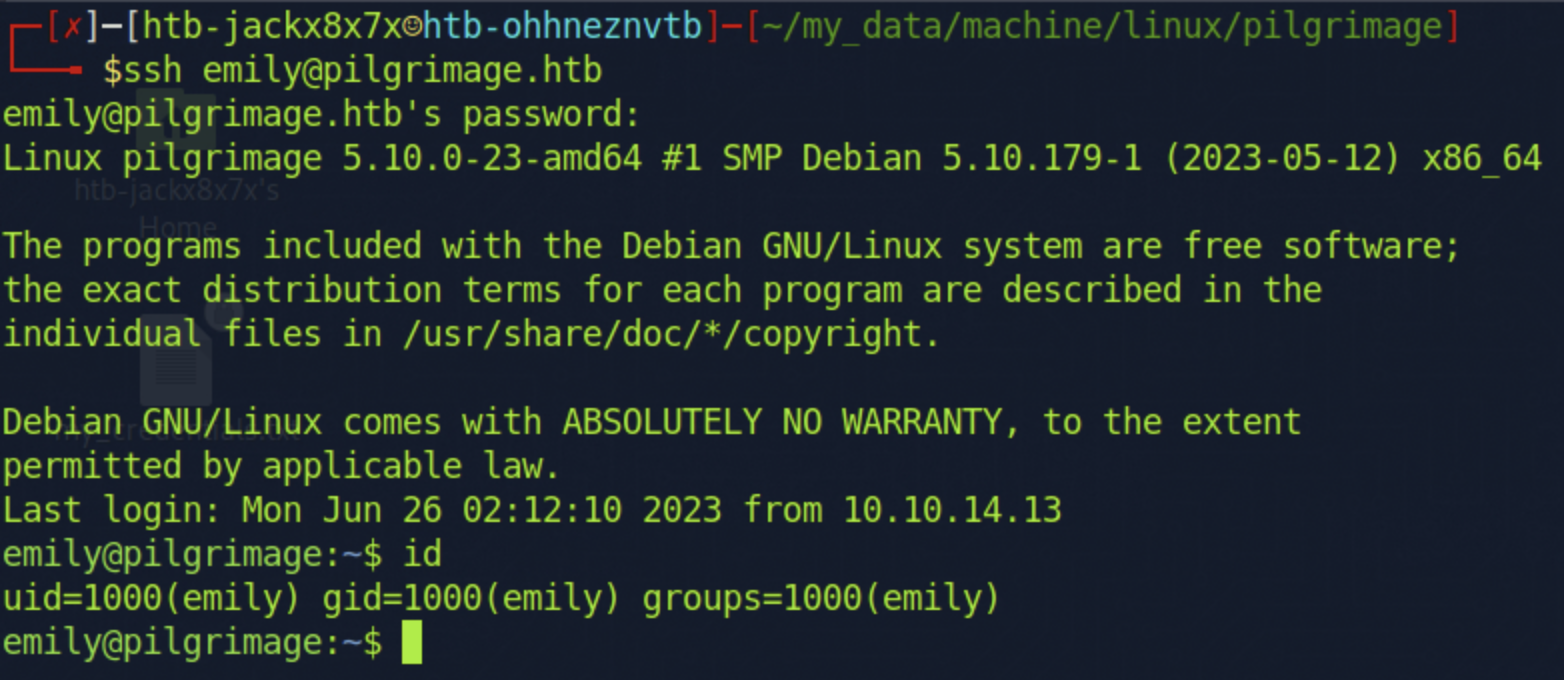 [✗]─[htb-jackx8x7x☺htb-ohhneznvtb]─[~/my_data/machine/linux/pilgrimage]
$ssh emily@pilgrimage.htb
emily@pilgrimage.htb's password:
Linux pilgrimage 5.10.0-23-amd64 #1 SMP Debian 5.10.179-1 (2023-05-12) x86_64
htb-jackx8x7x's
Home
The programs included with the Debian GNU/Linux system are free software;
the exact distribution terms for each program are described in the
individual files in /usr/share/doc/*/copyright.
Debian GNU/Linux comes with ABSOLUTELY NO WARRANTY, to the extent
my_credentials.txt
permitted by applicable law.
Last login: Mon Jun 26 02:12:10 2023 from 10.10.14.13
emily@pilgrimage:~$ id
uid=1000(emily) gid=1000(emily) groups=1000(emily)
emily@pilgrimage:~$